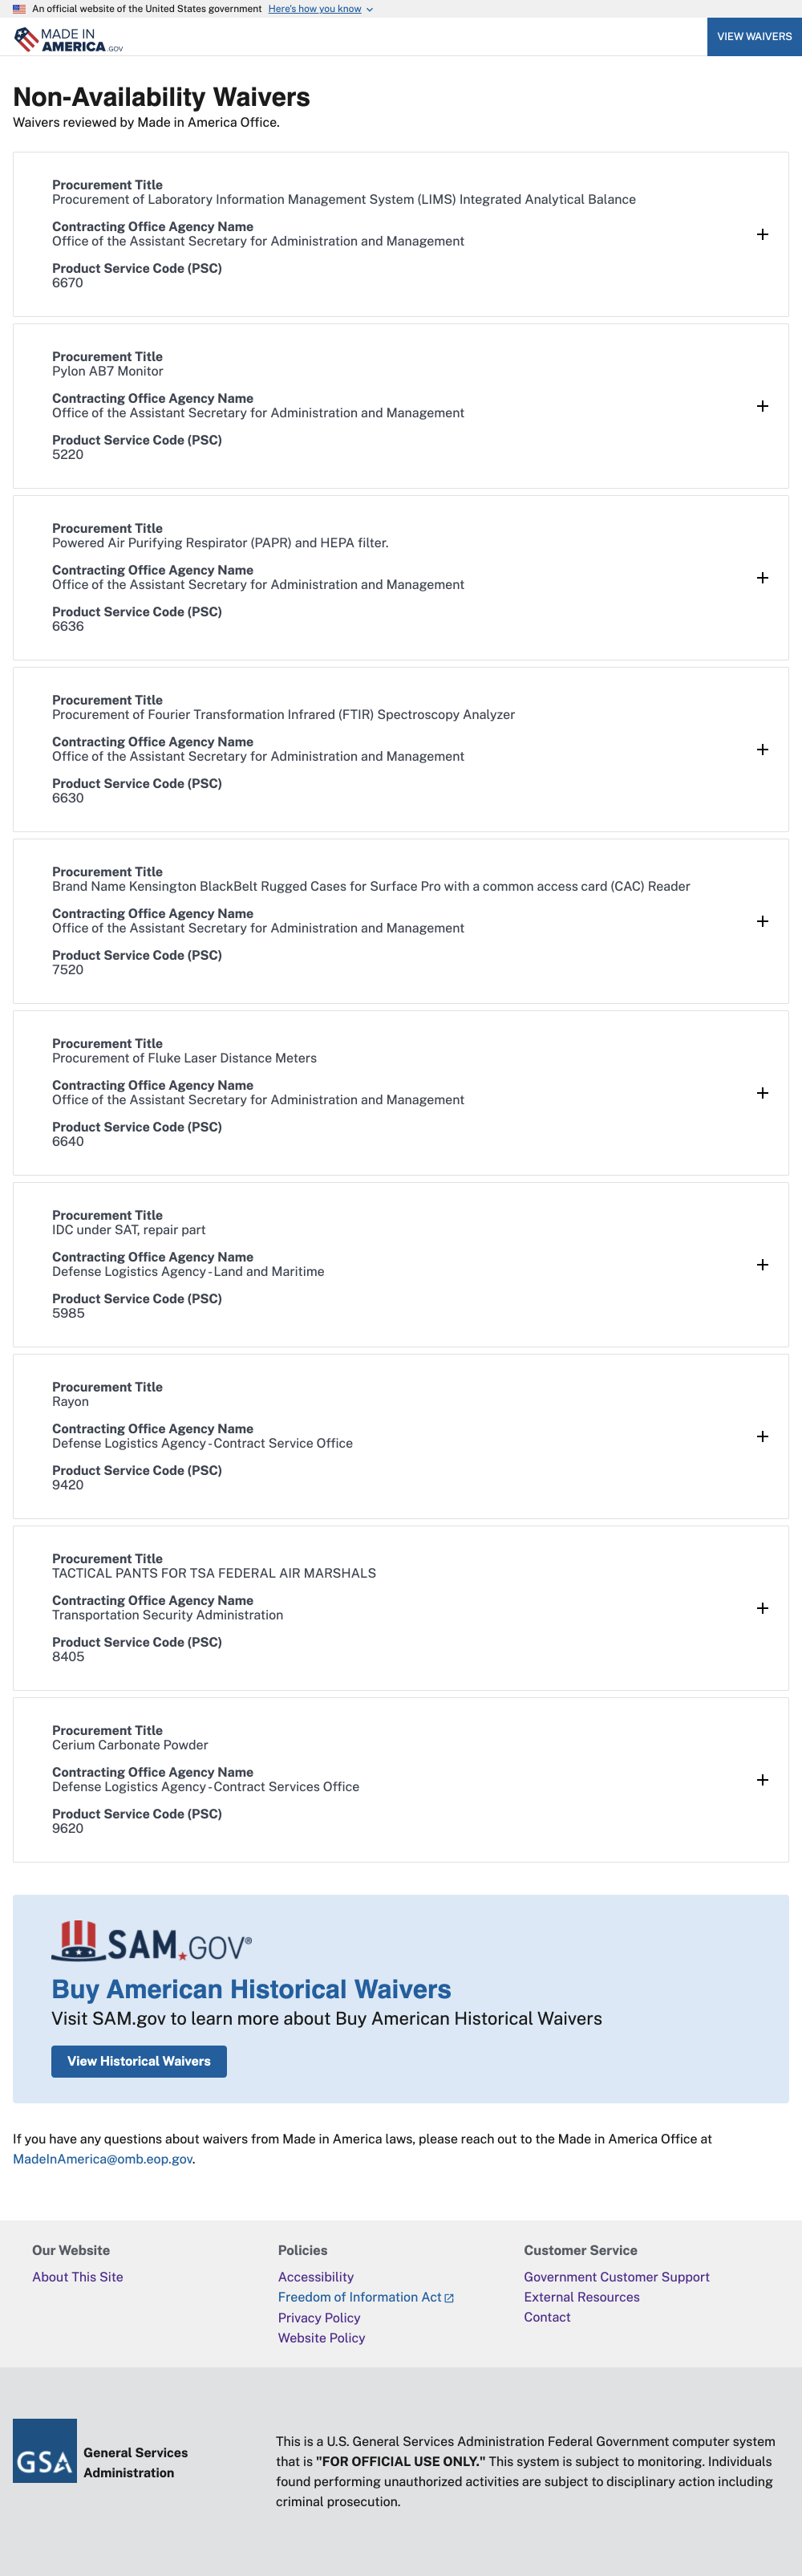 An official website of the United States government Here's how you know
MADE IN
AMERICA.GOV
VIEW WAIVERS
Non-Availability Waivers
Waivers reviewed by Made in America Office.
Procurement Title
Procurement of Laboratory Information Management System (LIMS) Integrated Analytical Balance
Contracting Office Agency Name
Office of the Assistant Secretary for Administration and Management
Product Service Code (PSC)
6670
Procurement Title
Pylon AB7 Monitor
Contracting Office Agency Name
Office of the Assistant Secretary for Administration and Management
Product Service Code (PSC)
5220
Procurement Title
Powered Air Purifying Respirator (PAPR) and HEPA filter.
Contracting Office Agency Name
Office of the Assistant Secretary for Administration and Management
Product Service Code (PSC)
6636
Procurement Title
Procurement of Fourier Transformation Infrared (FTIR) Spectroscopy Analyzer
Contracting Office Agency Name
Office of the Assistant Secretary for Administration and Management
Product Service Code (PSC)
6630
Procurement Title
Brand Name Kensington BlackBelt Rugged Cases for Surface Pro with a common access card (CAC) Reader
Contracting Office Agency Name
Office of the Assistant Secretary for Administration and Management
Product Service Code (PSC)
7520
Procurement Title
Procurement of Fluke Laser Distance Meters
Contracting Office Agency Name
Office of the Assistant Secretary for Administration and Management
Product Service Code (PSC)
6640
Procurement Title
IDC under SAT, repair part
Contracting Office Agency Name
Defense Logistics Agency - Land and Maritime
Product Service Code (PSC)
5985
Procurement Title
Rayon
Contracting Office Agency Name
Defense Logistics Agency - Contract Service Office
Product Service Code (PSC)
9420
Procurement Title
TACTICAL PANTS FOR TSA FEDERAL AIR MARSHALS
Contracting Office Agency Name
Transportation Security Administration
Product Service Code (PSC)
8405
Procurement Title
Cerium Carbonate Powder
Contracting Office Agency Name
Defense Logistics Agency - Contract Services Office
Product Service Code (PSC)
9620
SAM.GOV®
Buy American Historical Waivers
Visit SAM.gov to learn more about Buy American Historical Waivers
View Historical Waivers
If you have any questions about waivers from Made in America laws, please reach out to the Made in America Office at
MadeInAmerica@omb.eop.gov.
Our Website
About This Site
Policies
Accessibility
Freedom of Information Act
Privacy Policy
Website Policy
Customer Service
Government Customer Support
External Resources
Contact
GSA
General Services
Administration
This is a U.S. General Services Administration Federal Government computer system
that is "FOR OFFICIAL USE ONLY." This system is subject to monitoring. Individuals
found performing unauthorized activities are subject to disciplinary action including
criminal prosecution.